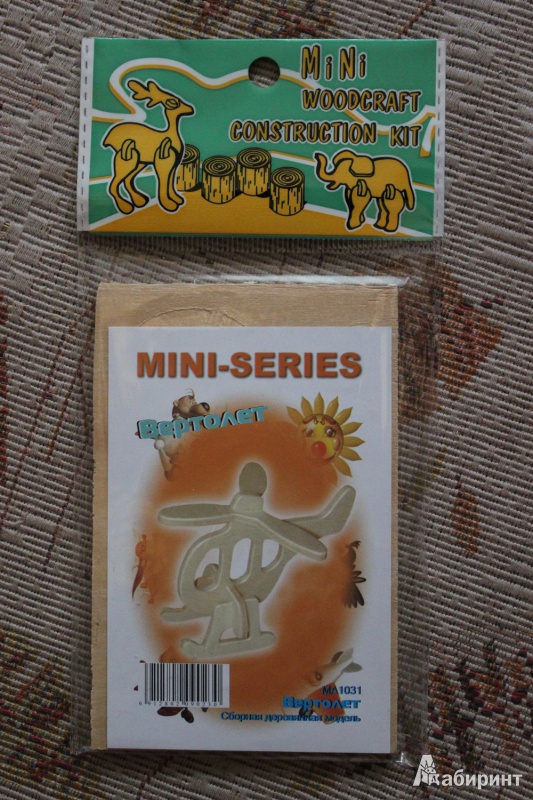 MiNi
WOODCRAFT
CONSTRUCTION KIT
MINI-SERIES
Вертолет
MA1031
Вертолет
Сборная деревянная модель
Лабиринт